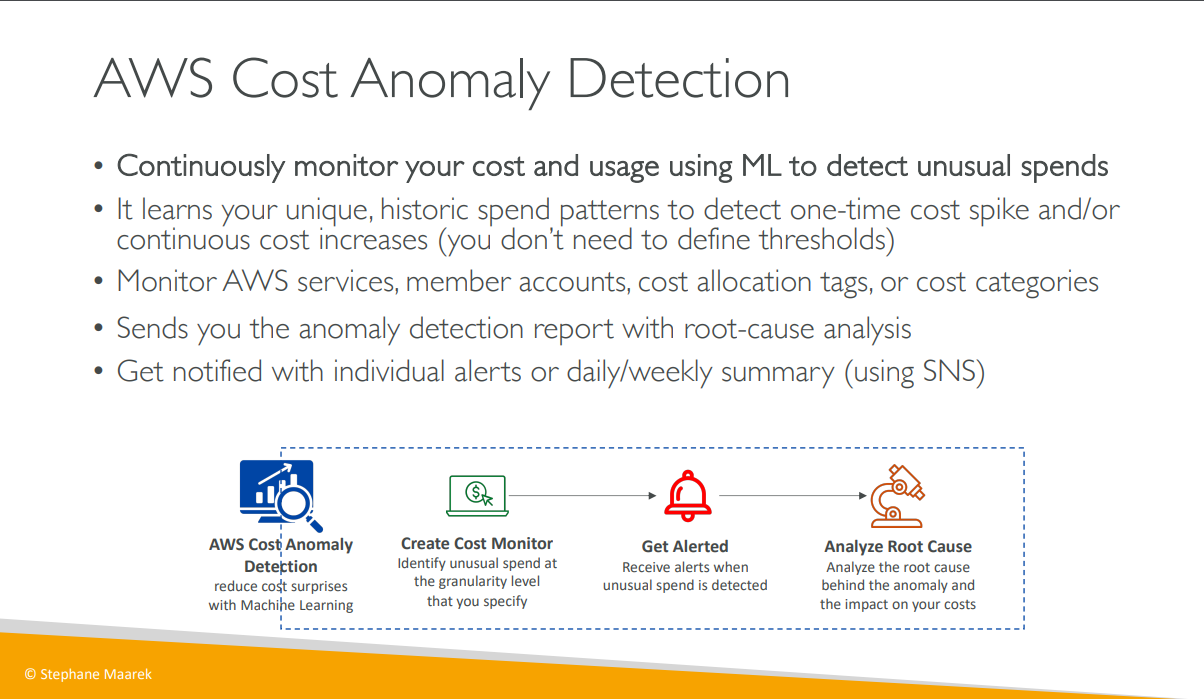 AWS Cost Anomaly Detection
• Continuously monitor your cost and usage using ML to detect unusual spends
• It learns your unique, historic spend patterns to detect one-time cost spike and/or
continuous cost increases (you don't need to define thresholds)
• Monitor AWS services, member accounts, cost allocation tags, or cost categories
• Sends you the anomaly detection report with root-cause analysis
• Get notified with individual alerts or daily/weekly summary (using SNS)
AWS Cost Anomaly
Detection
reduce cost surprises
with Machine Learning
Create Cost Monitor
Identify unusual spend at
the granularity level
that you specify
Get Alerted
Receive alerts when
unusual spend is detected
Analyze Root Cause
Analyze the root cause
behind the anomaly and
the impact on your costs
© Stephane Maarek